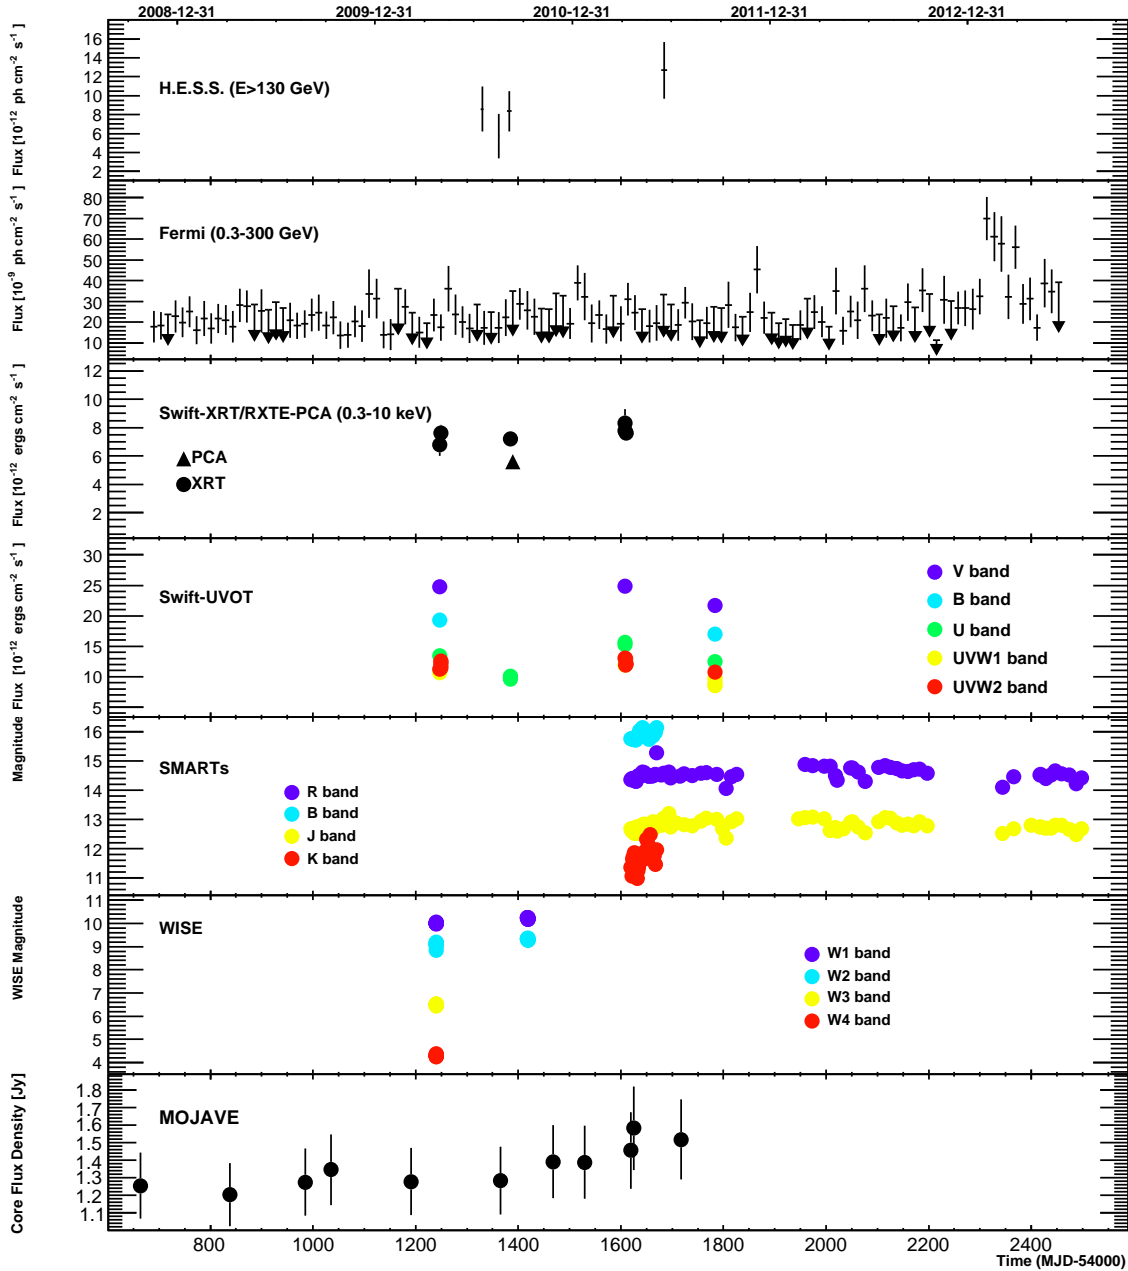 2008-12-31 2009-12-31 2010-12-31 2011-12-31 2012-12-31
Flux [10⁻¹² ph cm⁻² s⁻¹ ]
16
14
12
10
8
6
4
2
H.E.S.S. (E>130 GeV)
Flux [10⁻⁹ ph cm⁻² s⁻¹ ]
80
70
60
50
40
30
20
10
Fermi (0.3-300 GeV)
Flux [10⁻¹² ergs cm⁻² s⁻¹ ]
12
10
8
6
4
2
Swift-XRT/RXTE-PCA (0.3-10 keV)
PCA
XRT
Flux [10⁻¹² ergs cm⁻² s⁻¹ ]
30
25
20
15
10
5
Swift-UVOT
V band
B band
U band
UVW1 band
UVW2 band
Magnitude
16
15
14
13
12
11
SMARTs
R band
B band
J band
K band
WISE Magnitude
11
10
9
8
7
6
5
4
WISE
W1 band
W2 band
W3 band
W4 band
Core Flux Density [Jy]
1.8
1.7
1.6
1.5
1.4
1.3
1.2
1.1
MOJAVE
800 1000 1200 1400 1600 1800 2000 2200 2400
Time (MJD-54000)